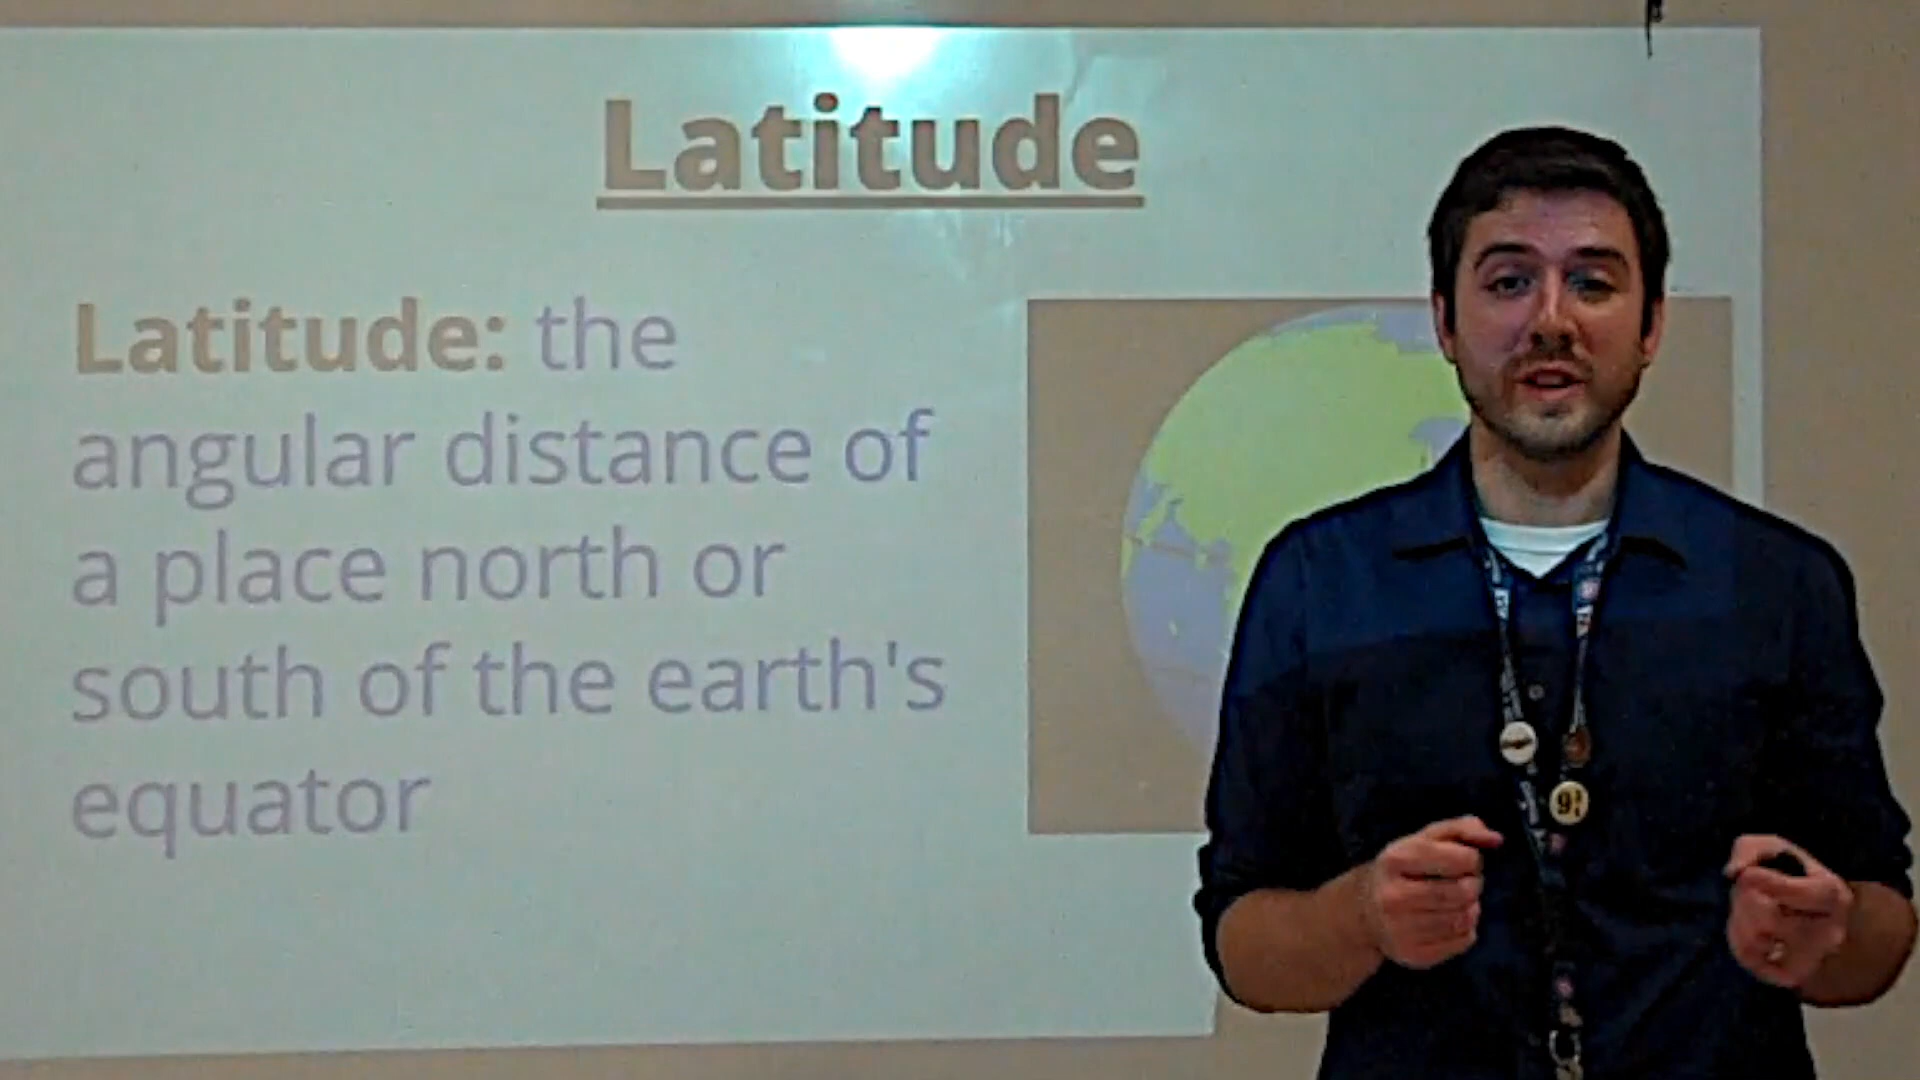 Latitude
Latitude: the
angular distance of
a place north or
south of the earth's
equator